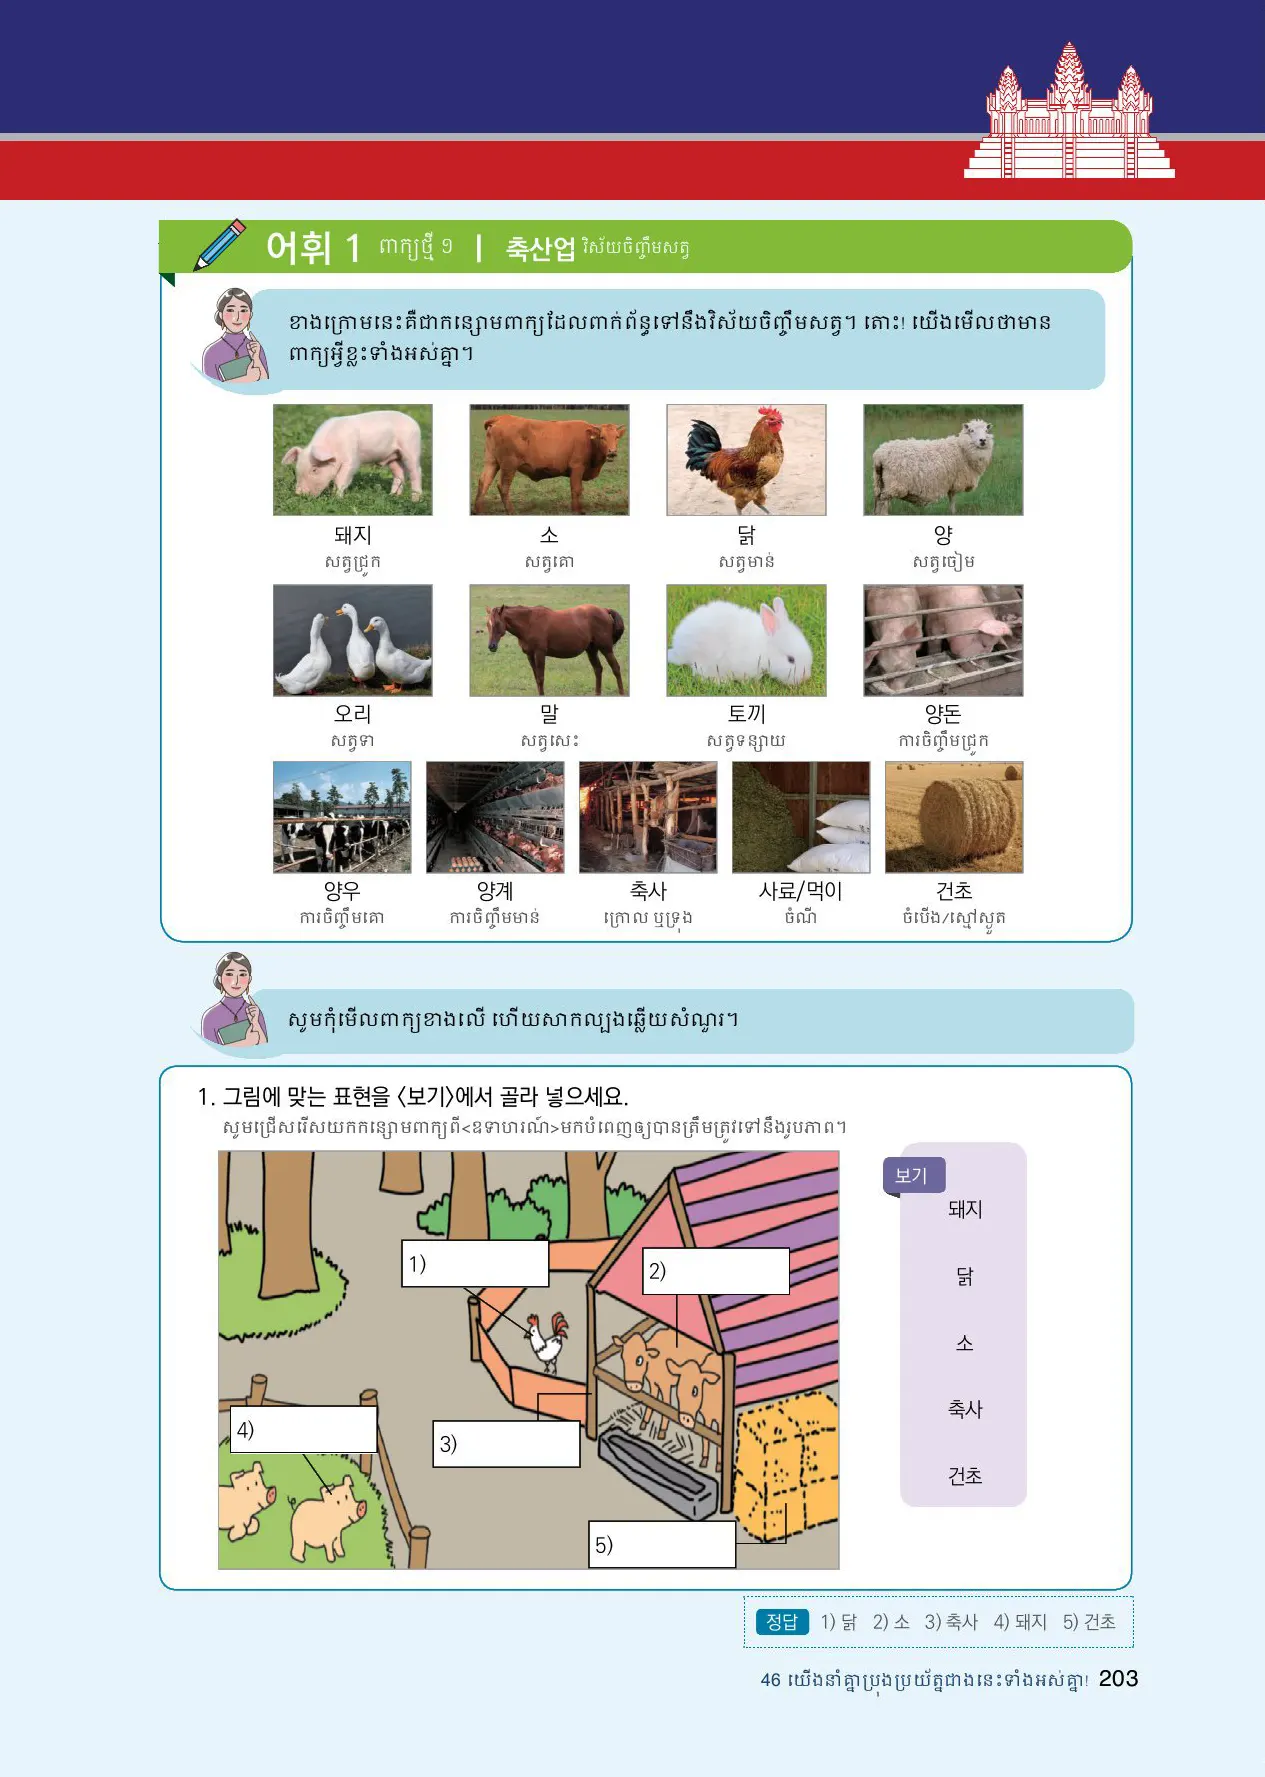 어휘 1 ពាក្យថ្មី ១ | 축산업 វិស័យចិញ្ចឹមសត្វ
ខាងក្រោមនេះគឺជាកន្សោមពាក្យដែលពាក់ព័ន្ធទៅនឹងវិស័យចិញ្ចឹមសត្វ។ តោះ! យើងមើលថាមាន
ពាក្យអ្វីខ្លះទាំងអស់គ្នា។
돼지 소 닭 양
សត្វជ្រូក សត្វគោ សត្វមាន់ សត្វចៀម
오리 말 토끼 양돈
សត្វទា សត្វសេះ សត្វទន្សាយ ការចិញ្ចឹមជ្រូក
양우 양계 축사 사료/먹이 건초
ការចិញ្ចឹមគោ ការចិញ្ចឹមមាន់ ក្រោល ឬទ្រុង ចំណី ចំបើង/ស្មៅស្ងួត
សូមកុំមើលពាក្យខាងលើ ហើយសាកល្បងឆ្លើយសំណួរ។
1. 그림에 맞는 표현을 〈보기〉에서 골라 넣으세요.
សូមជ្រើសរើសយកកន្សោមពាក្យពី<ឧទាហរណ៍>មកបំពេញឲ្យបានត្រឹមត្រូវទៅនឹងរូបភាព។
보기
돼지
닭
소
축사
건초
1)
2)
3)
4)
5)
정답 1) 닭 2) 소 3) 축사 4) 돼지 5) 건초
46 យើងនាំគ្នាប្រុងប្រយ័ត្នជាងនេះទាំងអស់គ្នា! 203